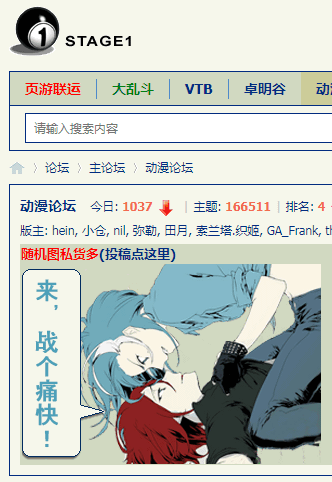 1 STAGE1
页游联运 大乱斗 VTB 卓明谷 动
请输入搜索内容
论坛 主论坛 动漫论坛
动漫论坛 今日: 1037 | 主题: 166511 | 排名: 4
版主: hein, 小仓, nil, 弥勒, 田月, 索兰塔.织姬, GA_Frank, th
随机图私货多(投稿点这里)
来，
战个痛快！